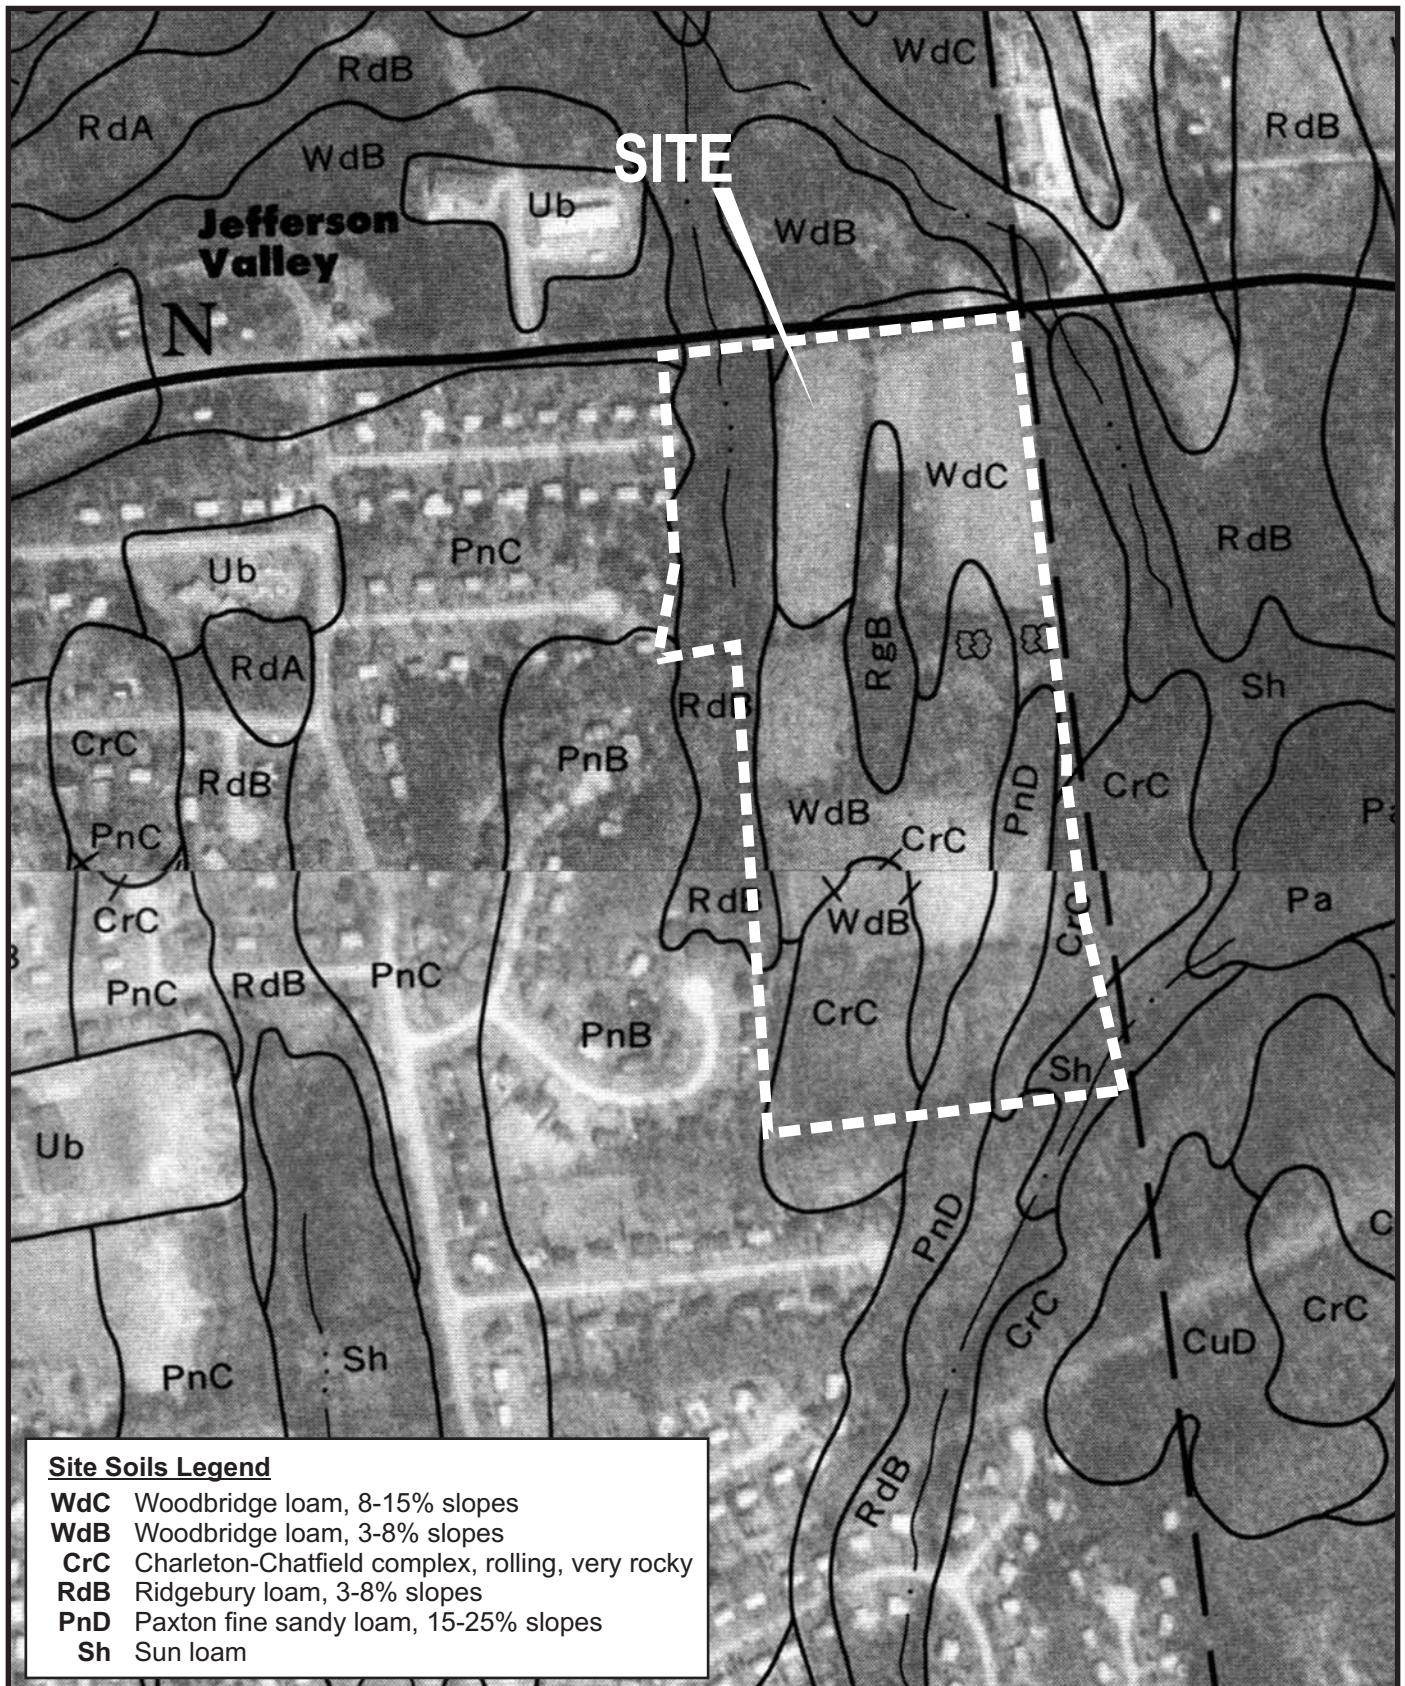 WdC
RdB
RdA
RdB
WdB
SITE
Ub
WdB
Jefferson
Valley
N
WdC
PnC
RdB
Ub
RgB
RdA
Sh
RdB
CrC
PnB
RdB
PnD
CrC
WdB
CrC
PnC
RdB
Pa
CrC
WdB
CrC
PnC
RdB
PnC
CrC
PnB
Sh
Ub
PnD
CrC
CrC
CuD
Sh
PnC
RdB
Site Soils Legend
WdC Woodbridge loam, 8-15% slopes
WdB Woodbridge loam, 3-8% slopes
CrC Charleton-Chatfield complex, rolling, very rocky
RdB Ridgebury loam, 3-8% slopes
PnD Paxton fine sandy loam, 15-25% slopes
Sh Sun loam